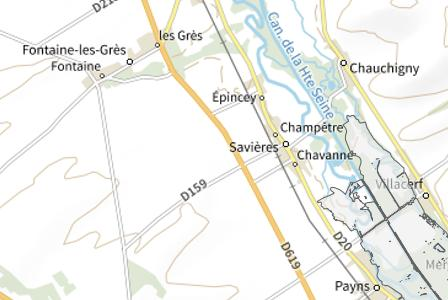 les Grès
Fontaine-les-Grès
Fontaine
Can. de la Hte Seine
Chauchigny
Épincey
Champêtre
Savières
Chavanne
Villacerf
D159
D619
D20
Payns